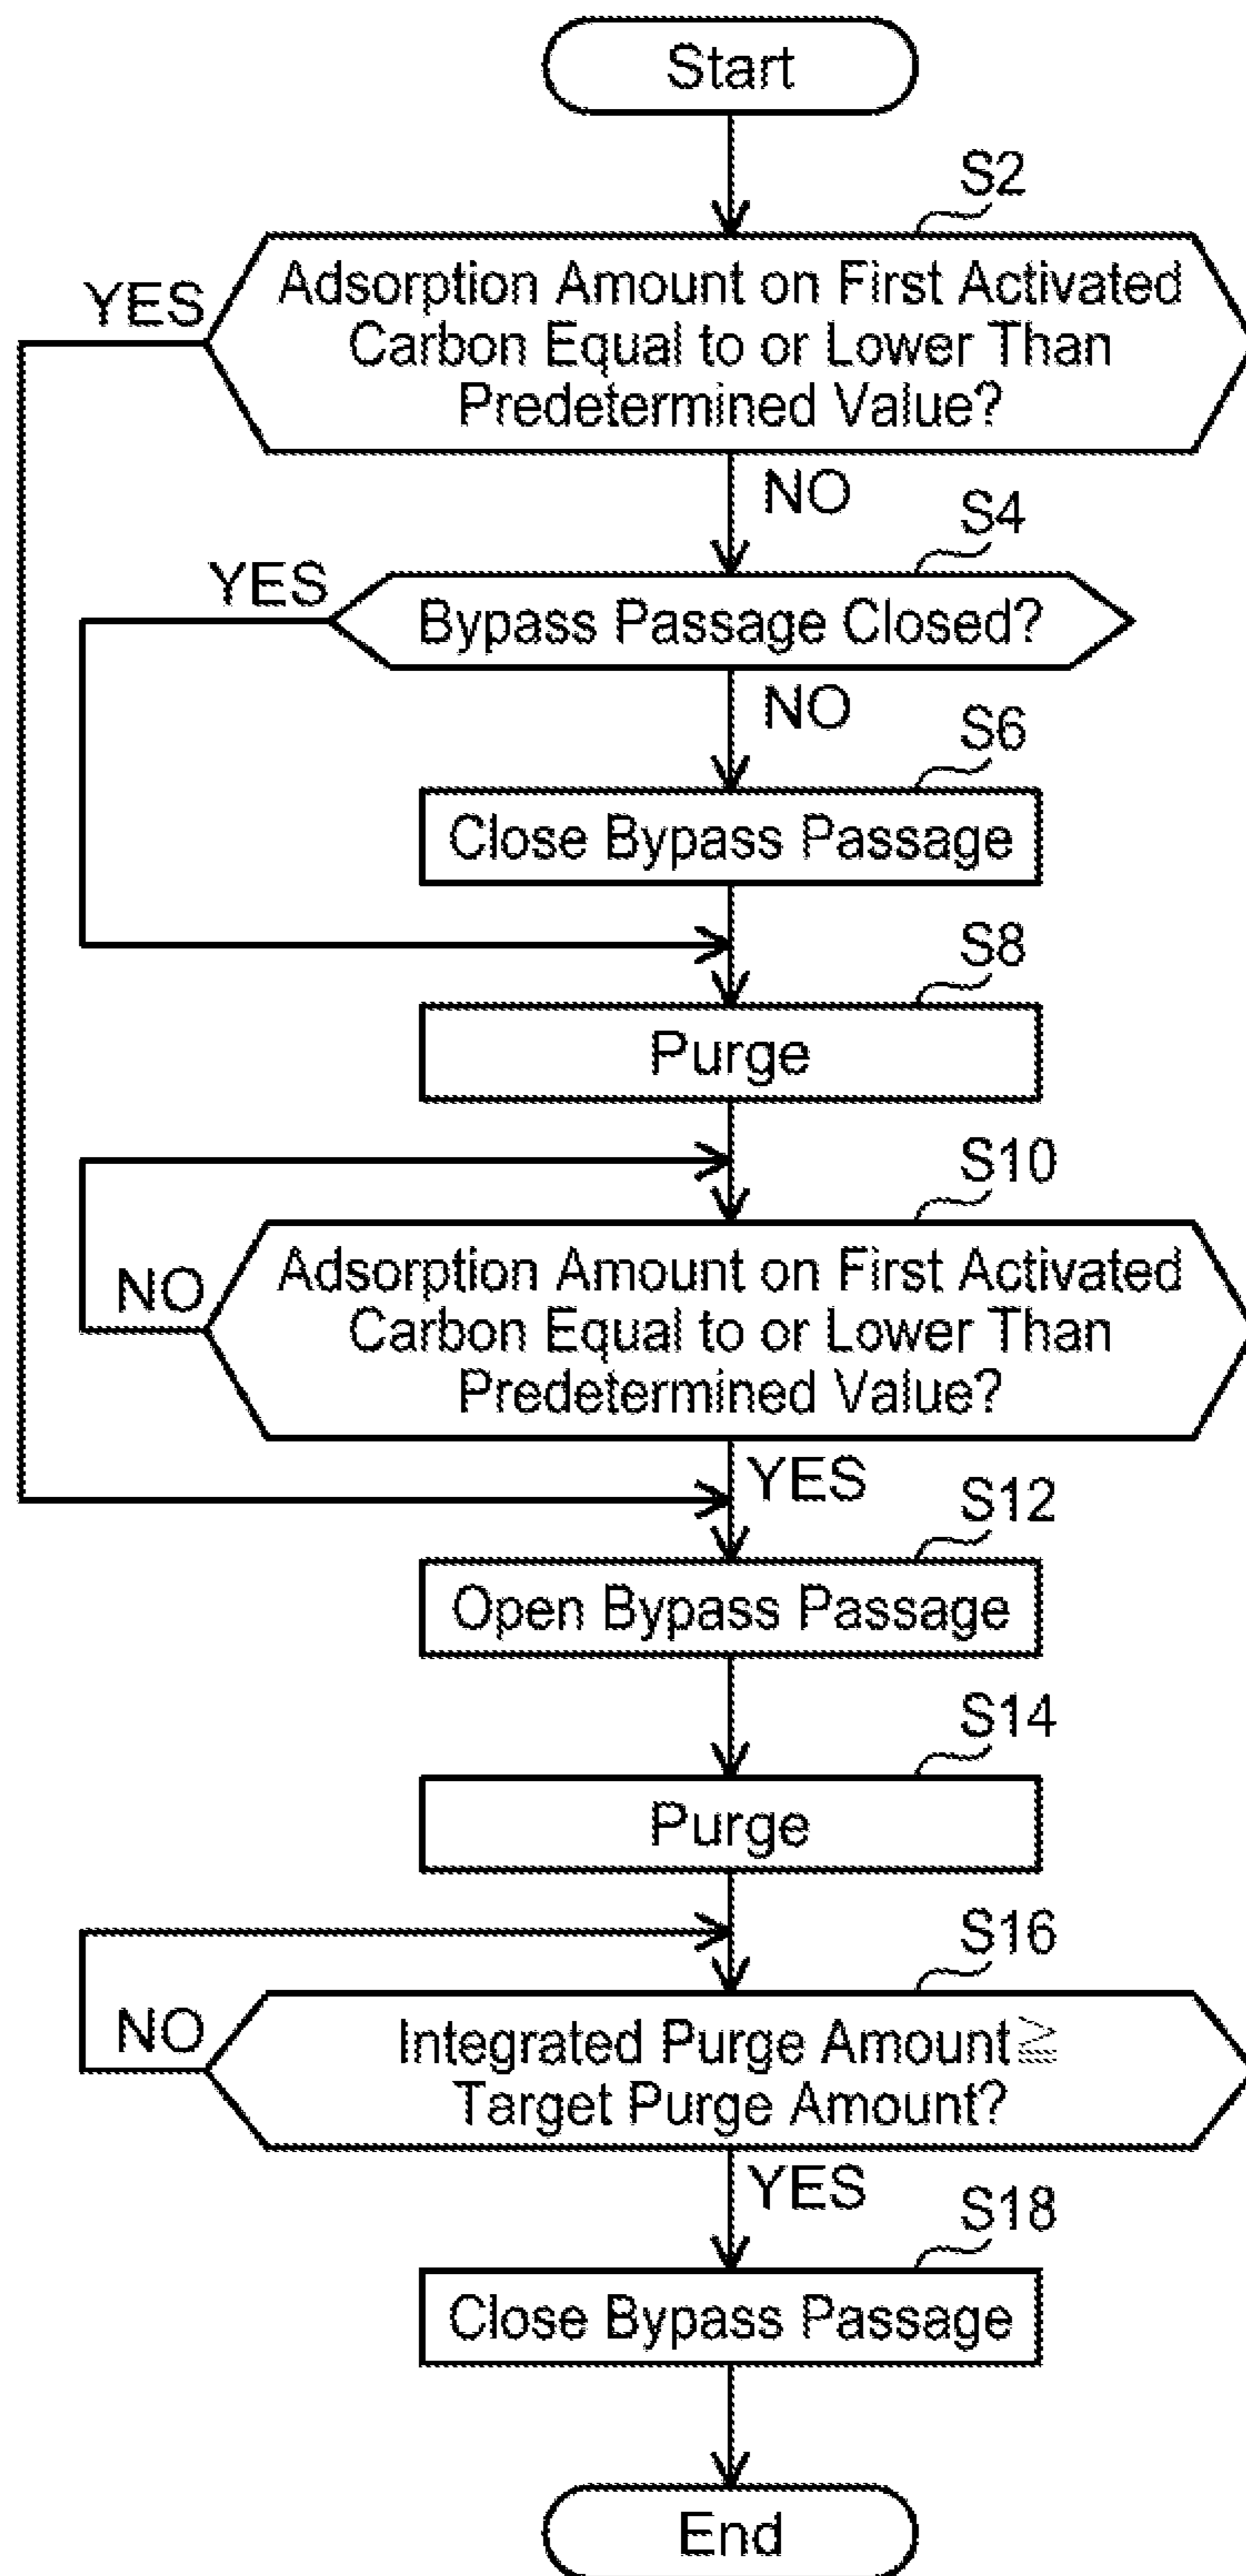 Start
S2
YES
Adsorption Amount on First Activated
Carbon Equal to or Lower Than
Predetermined Value?
NO
S4
YES
Bypass Passage Closed?
NO
S6
Close Bypass Passage
S8
Purge
S10
NO
Adsorption Amount on First Activated
Carbon Equal to or Lower Than
Predetermined Value?
YES
S12
Open Bypass Passage
S14
Purge
S16
NO
Integrated Purge Amount≧
Target Purge Amount?
YES
S18
Close Bypass Passage
End